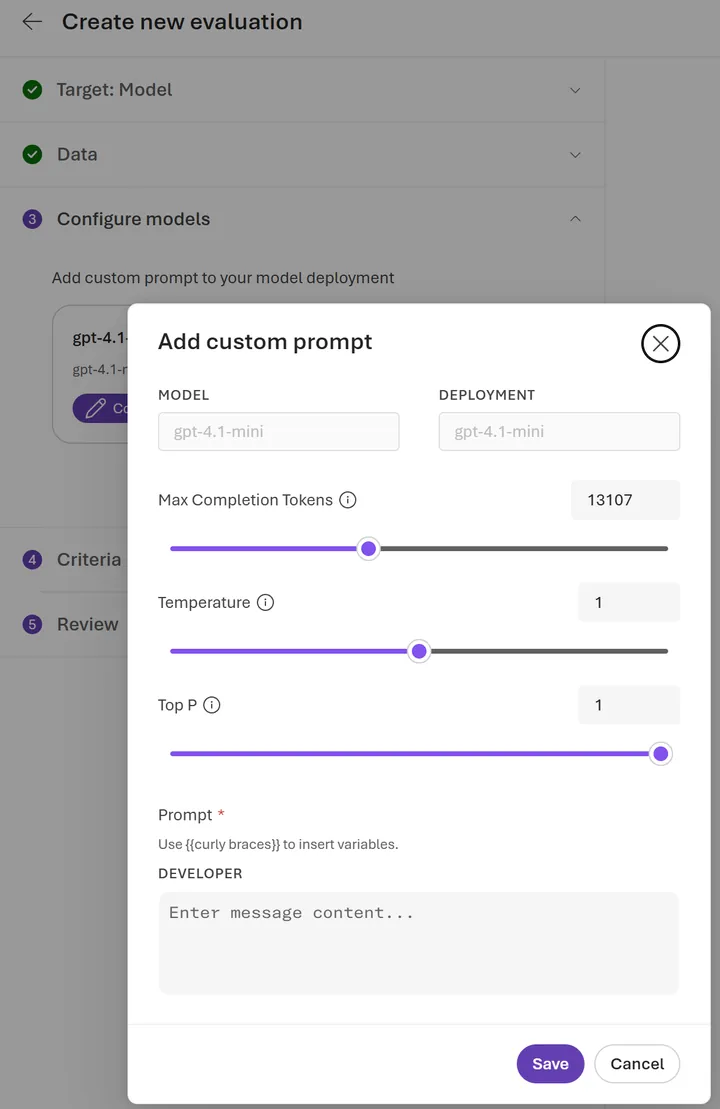 Create new evaluation
Target: Model
Data
3 Configure models
Add custom prompt to your model deployment
gpt-4.1-
gpt-4.1-
4 Criteria
5 Review
Add custom prompt
MODEL DEPLOYMENT
gpt-4.1-mini gpt-4.1-mini
Max Completion Tokens 13107
Temperature 1
Top P 1
Prompt *
Use {{curly braces}} to insert variables.
DEVELOPER
Enter message content...
Save Cancel